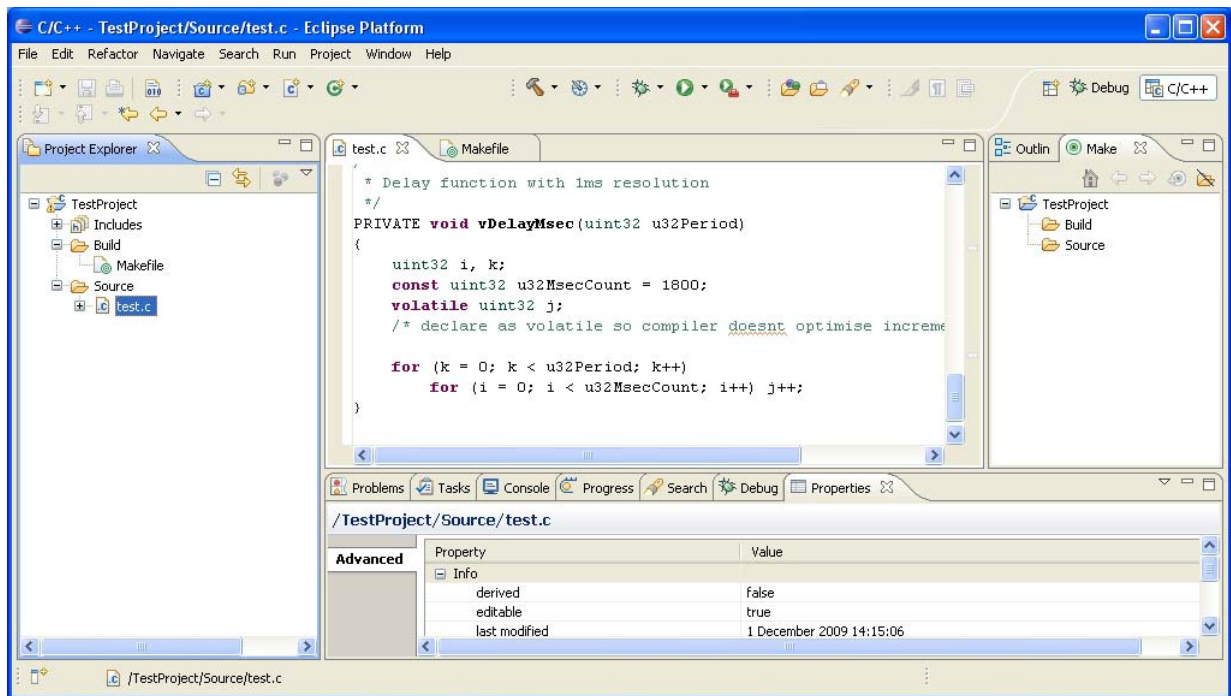 C/C++ - TestProject/Source/test.c - Eclipse Platform
File Edit Refactor Navigate Search Run Project Window Help
010
Debug
C/C++
Project Explorer
TestProject
Includes
Build
Makefile
Source
test.c
test.c
Makefile
* Delay function with 1ms resolution
*/
PRIVATE void vDelayMsec(uint32 u32Period)
{
uint32 i, k;
const uint32 u32MsecCount = 1800;
volatile uint32 j;
/* declare as volatile so compiler doesnt optimise increme
for (k = 0; k < u32Period; k++)
for (i = 0; i < u32MsecCount; i++) j++;
}
Outlin
Make
TestProject
Build
Source
Problems Tasks Console Progress Search Debug Properties
/TestProject/Source/test.c
Advanced
Property Value
Info
derived false
editable true
last modified 1 December 2009 14:15:06
/TestProject/Source/test.c